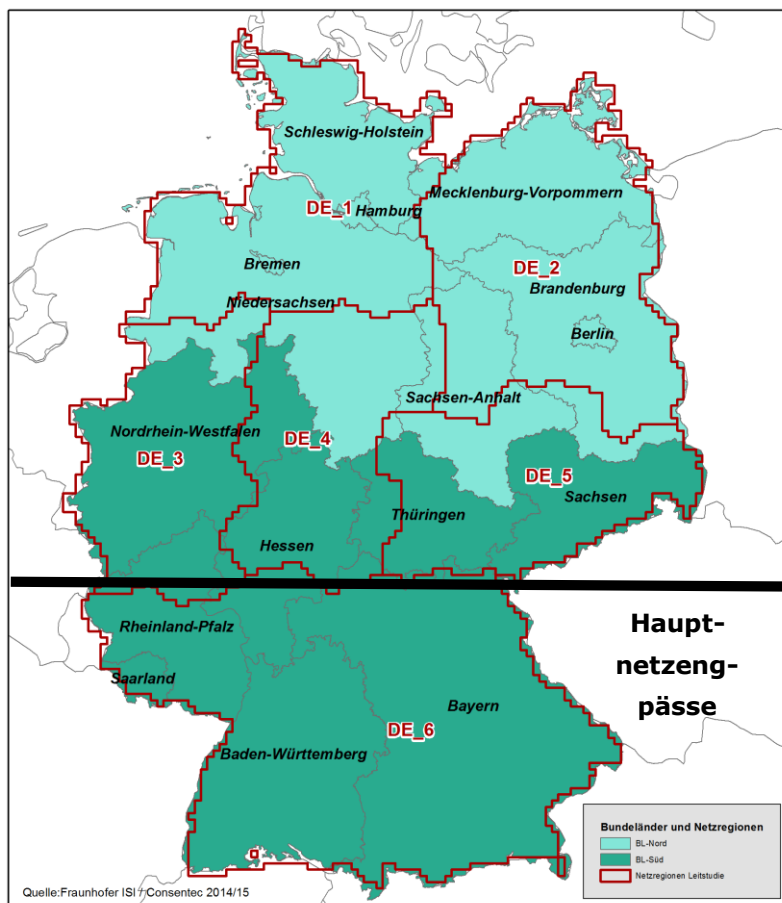 Schleswig-Holstein
Mecklenburg-Vorpommern
DE_1
Hamburg
Bremen
DE_2
Brandenburg
Niedersachsen
Berlin
Sachsen-Anhalt
Nordrhein-Westfalen
DE_4
DE_3
DE_5
Sachsen
Thüringen
Hessen
Rheinland-Pfalz
Haupt-
netzeng-
pässe
Saarland
Bayern
DE_6
Baden-Württemberg
Bundeländer und Netzregionen
BL-Nord
BL-Süd
Netzregionen Leitstudie
Quelle:Fraunhofer ISI / Consentec 2014/15